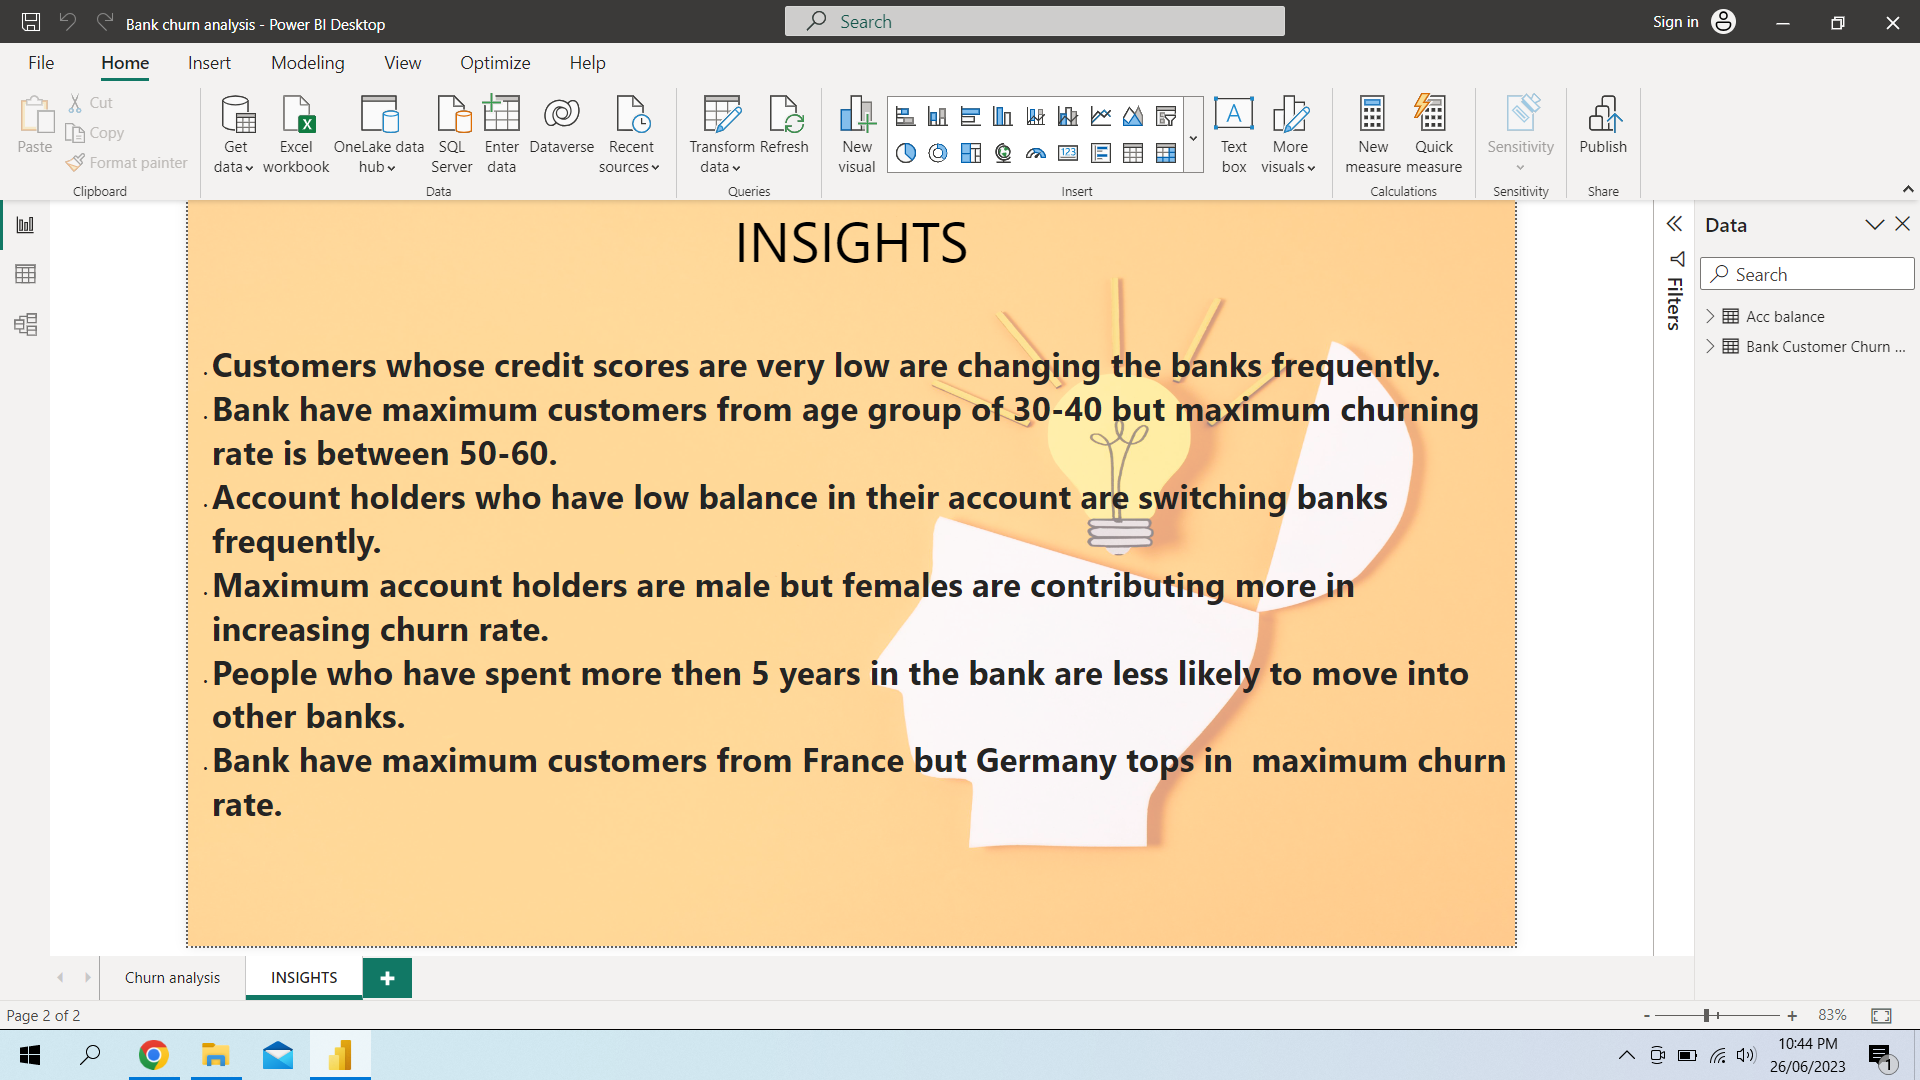 Bank churn analysis - Power BI Desktop
Search
Sign in
File Home Insert Modeling View Optimize Help
Paste
Cut
Copy
Format painter
Clipboard
Get data
Excel workbook
OneLake data hub
SQL Server
Enter data
Dataverse
Recent sources
Data
Transform data
Refresh
Queries
New visual
123
A
Text box
More visuals
Insert
New measure
Quick measure
Calculations
Sensitivity
Sensitivity
Publish
Share
INSIGHTS
. Customers whose credit scores are very low are changing the banks frequently.
. Bank have maximum customers from age group of 30-40 but maximum churning
rate is between 50-60.
. Account holders who have low balance in their account are switching banks
frequently.
. Maximum account holders are male but females are contributing more in
increasing churn rate.
. People who have spent more then 5 years in the bank are less likely to move into
other banks.
. Bank have maximum customers from France but Germany tops in  maximum churn
rate.
Filters
Data
Search
Acc balance
Bank Customer Churn ...
Churn analysis
INSIGHTS
+
Page 2 of 2
- + 83%
10:44 PM
26/06/2023
1